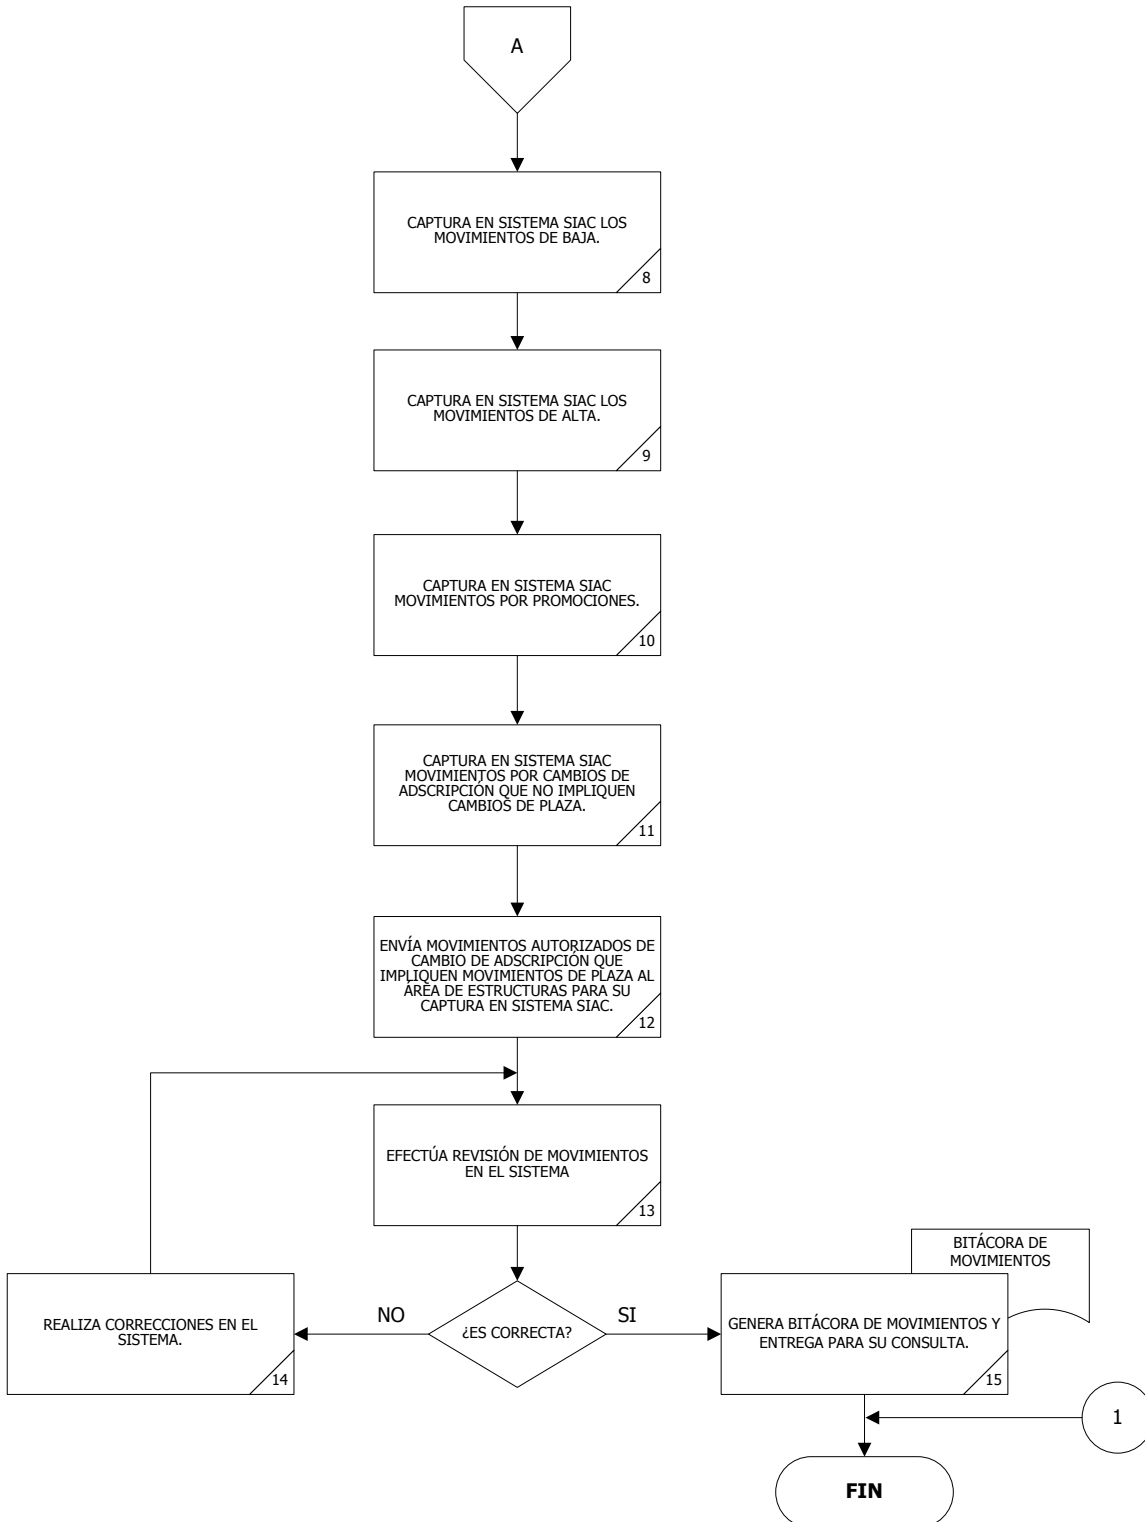 A
CAPTURA EN SISTEMA SIAC LOS
MOVIMIENTOS DE BAJA.
8
CAPTURA EN SISTEMA SIAC LOS
MOVIMIENTOS DE ALTA.
9
CAPTURA EN SISTEMA SIAC
MOVIMIENTOS POR PROMOCIONES.
10
CAPTURA EN SISTEMA SIAC
MOVIMIENTOS POR CAMBIOS DE
ADSCRIPCIÓN QUE NO IMPLIQUEN
CAMBIOS DE PLAZA.
11
ENVÍA MOVIMIENTOS AUTORIZADOS DE
CAMBIO DE ADSCRIPCIÓN QUE
IMPLIQUEN MOVIMIENTOS DE PLAZA AL
ÁREA DE ESTRUCTURAS PARA SU
CAPTURA EN SISTEMA SIAC.
12
EFECTÚA REVISIÓN DE MOVIMIENTOS
EN EL SISTEMA
13
¿ES CORRECTA?
NO
REALIZA CORRECCIONES EN EL
SISTEMA.
14
SI
BITÁCORA DE
MOVIMIENTOS
GENERA BITÁCORA DE MOVIMIENTOS Y
ENTREGA PARA SU CONSULTA.
15
1
FIN